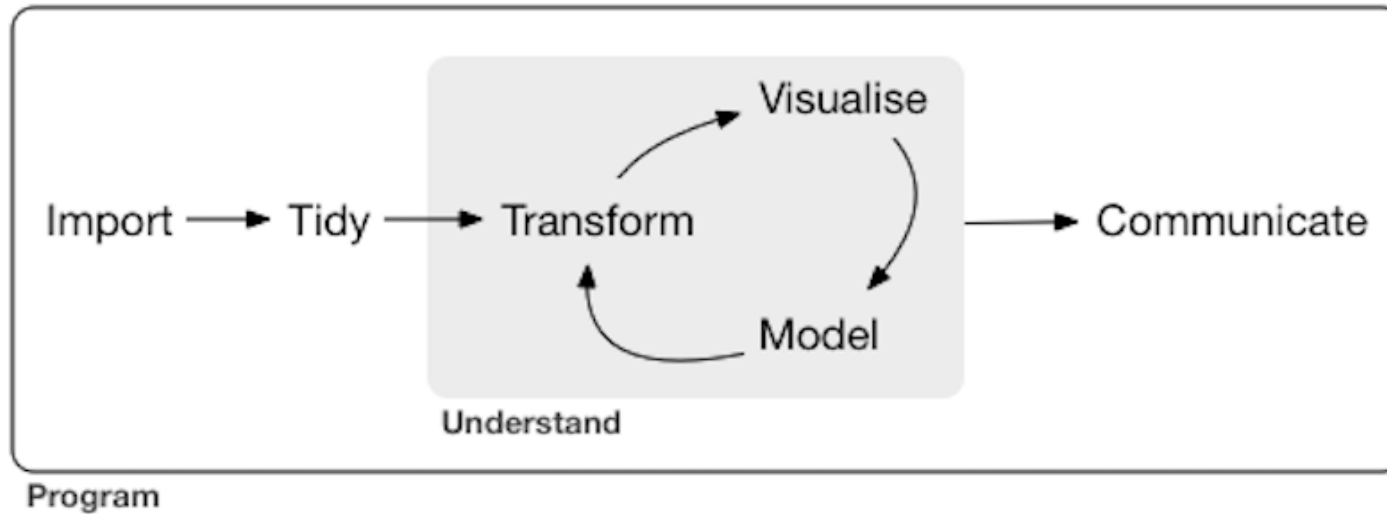 Visualise
Import
Tidy
Transform
Communicate
Model
Understand
Program